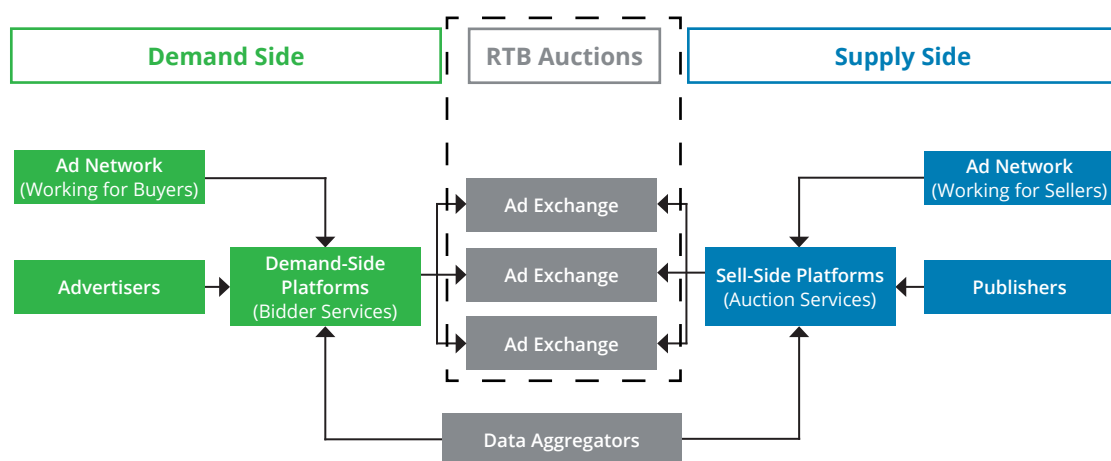 Demand Side
RTB Auctions
Supply Side
Ad Network
(Working for Buyers)
Ad Network
(Working for Sellers)
Ad Exchange
Advertisers
Demand-Side
Platforms
(Bidder Services)
Ad Exchange
Sell-Side Platforms
(Auction Services)
Publishers
Ad Exchange
Data Aggregators